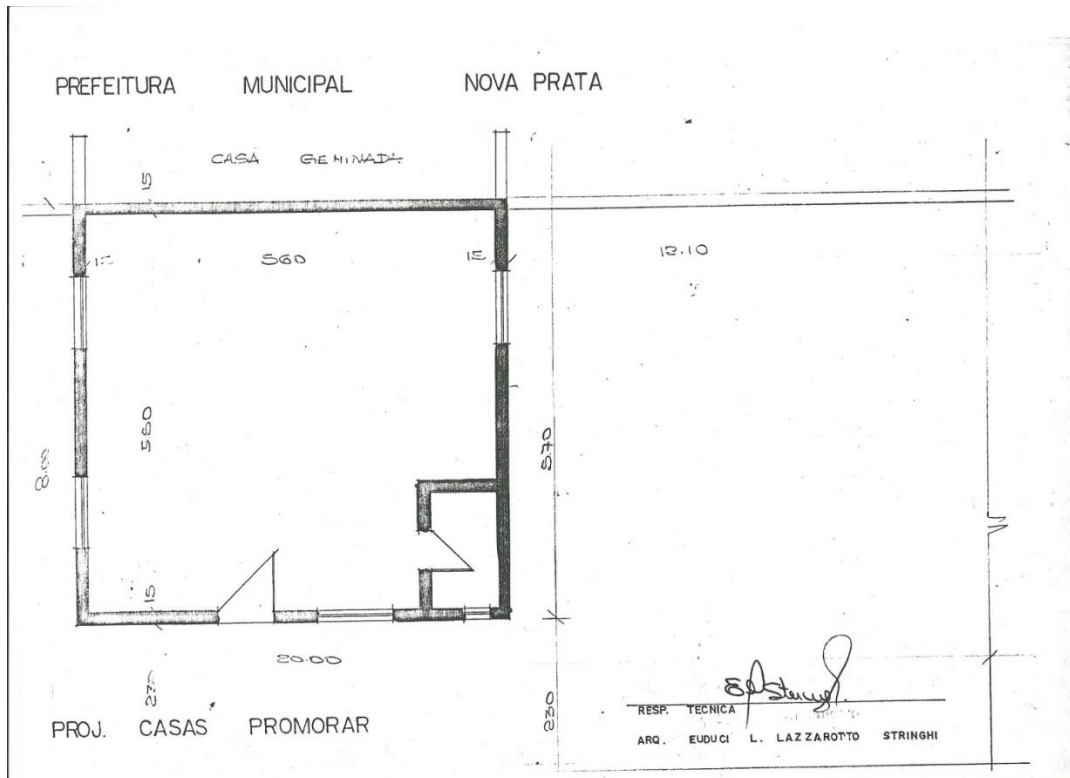 PREFEITURA MUNICIPAL NOVA PRATA
CASA GEMINADA
15
15
560
15
12.10
560
8.00
570
15
20.00
230
230
PROJ. CASAS PROMORAR
RESP. TECNICA
ARQ. EUDUCI L. LAZZAROTTO STRINGHI